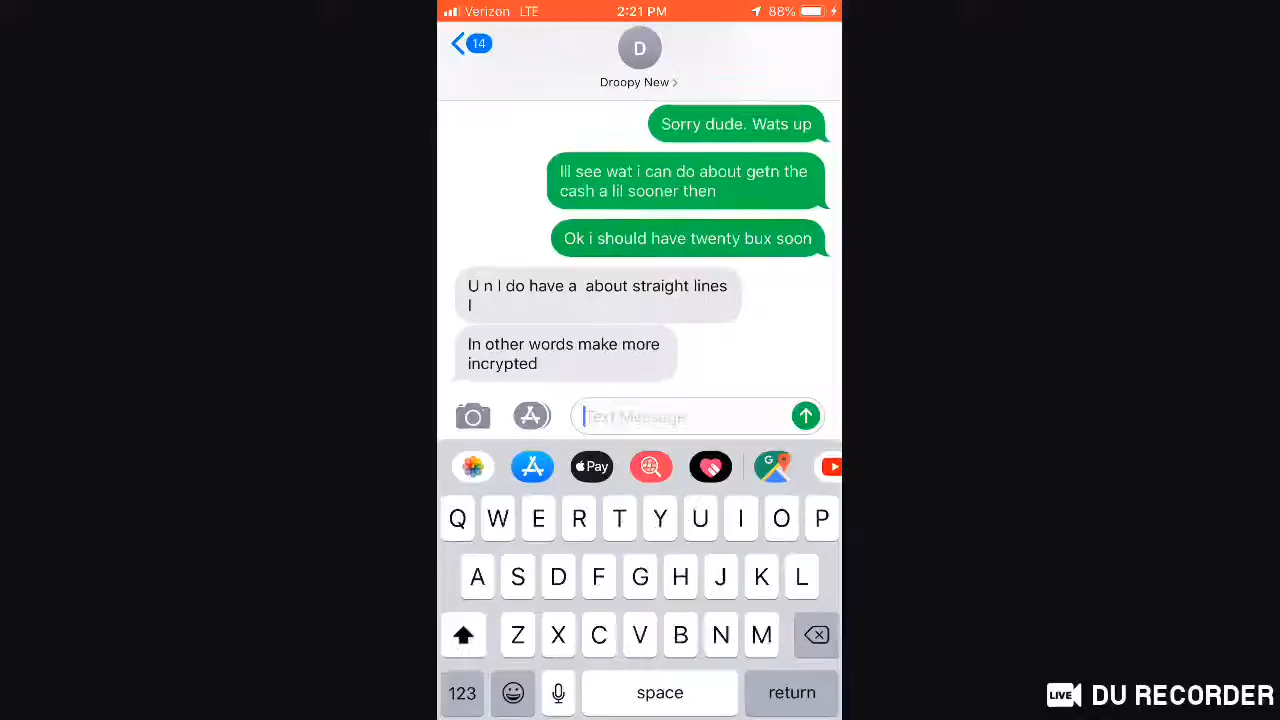 Verizon LTE 2:21 PM 88%
14
D
Droopy New
Sorry dude. Wats up
Ill see wat i can do about getn the
cash a lil sooner then
Ok i should have twenty bux soon
U n I do have a  about straight lines
I
In other words make more
incrypted
Text Message
Pay
G
Q W E R T Y U I O P
A S D F G H J K L
Z X C V B N M
123 space return
LIVE DU RECORDER